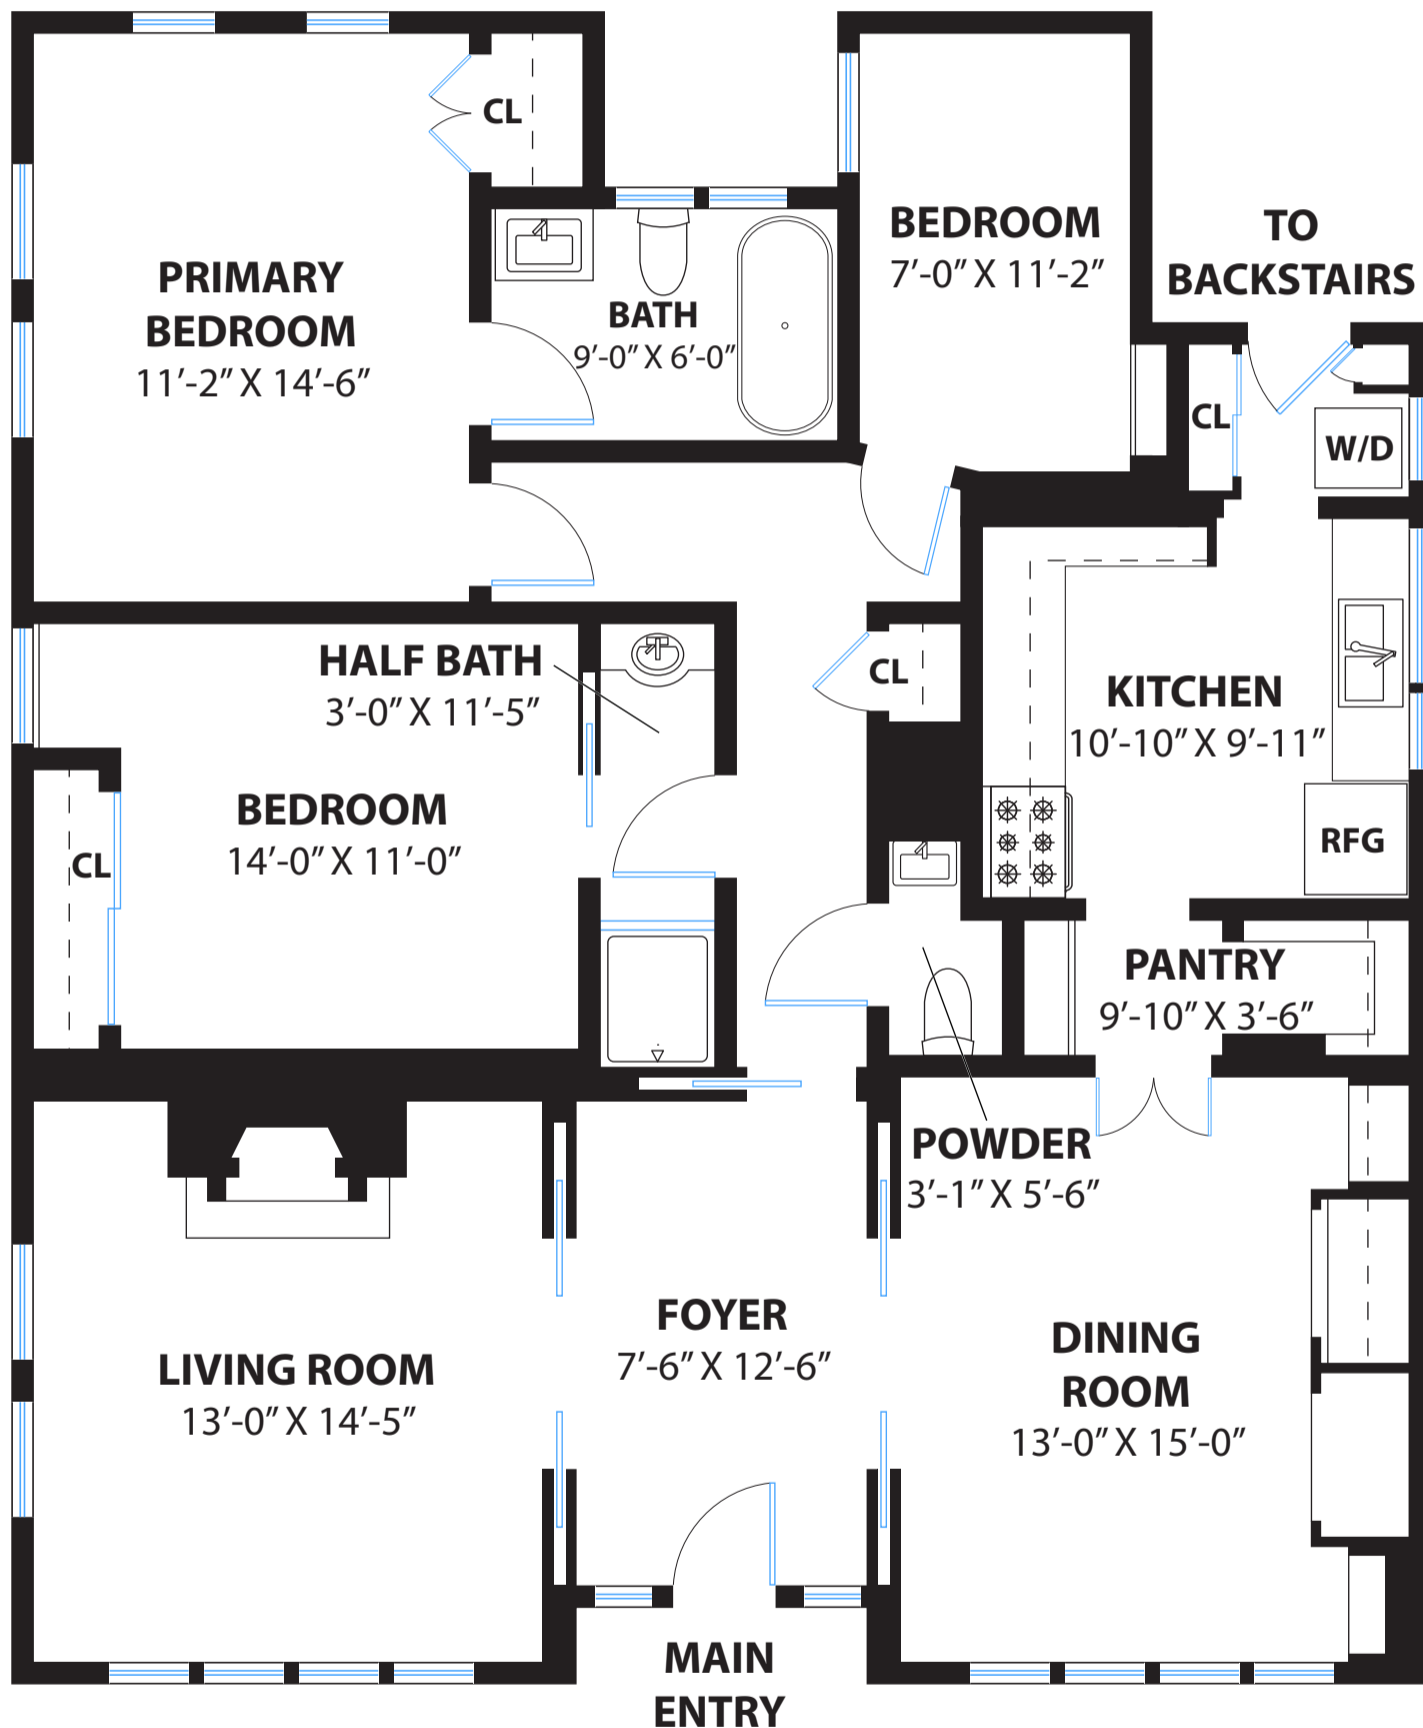 CL
PRIMARY
BEDROOM
11’-2” X 14’-6”
BATH
9’-0” X 6’-0”
BEDROOM
7’-0” X 11’-2”
TO
BACKSTAIRS
CL
W/D
HALF BATH
3’-0” X 11’-5”
CL
KITCHEN
10’-10” X 9’-11”
BEDROOM
14’-0” X 11’-0”
CL
RFG
PANTRY
9’-10” X 3’-6”
POWDER
3’-1” X 5’-6”
LIVING ROOM
13’-0” X 14’-5”
FOYER
7’-6” X 12’-6”
DINING
ROOM
13’-0” X 15’-0”
MAIN
ENTRY